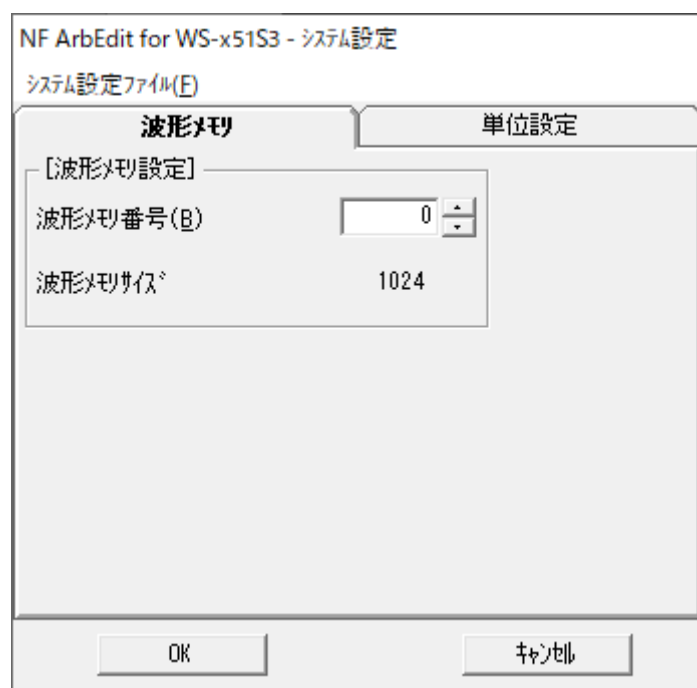 NF ArbEdit for WS-x51S3 - ｼｽﾃﾑ設定
ｼｽﾃﾑ設定ﾌｧｲﾙ(F)
波形ﾒﾓﾘ 単位設定
[波形ﾒﾓﾘ設定]
波形ﾒﾓﾘ番号(B) 0
波形ﾒﾓﾘｻｲｽﾞ 1024
OK ｷｬﾝｾﾙ